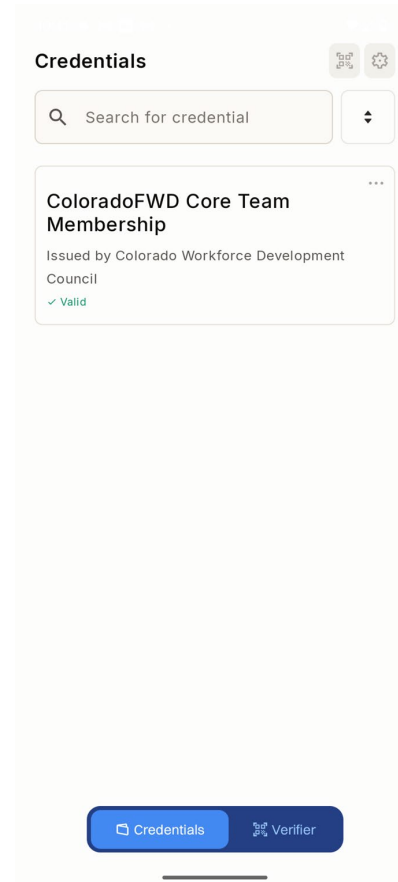 Credentials
Search for credential
ColoradoFWD Core Team
Membership
Issued by Colorado Workforce Development
Council
✓ Valid
Credentials
Verifier